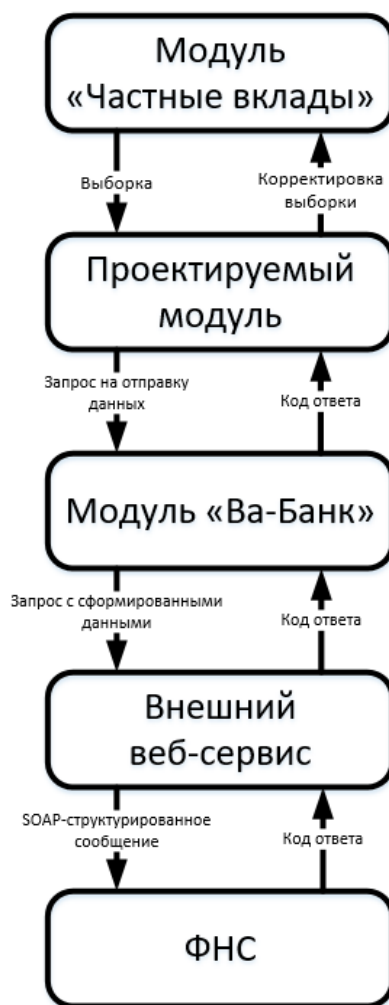 Модуль
«Частные вклады»
Выборка
Корректировка
выборки
Проектируемый
модуль
Запрос на отправку
данных
Код ответа
Модуль «Ва-Банк»
Запрос с сформированными
данными
Код ответа
Внешний
веб-сервис
SOAP-структурированное
сообщение
Код ответа
ФНС